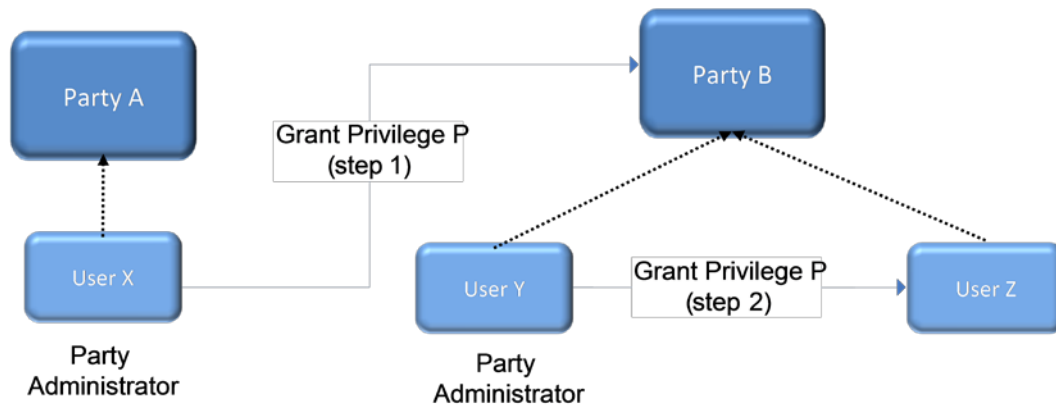 Party A
Party B
Grant Privilege P
(step 1)
User X
User Y
Grant Privilege P
(step 2)
User Z
Party
Administrator
Party
Administrator